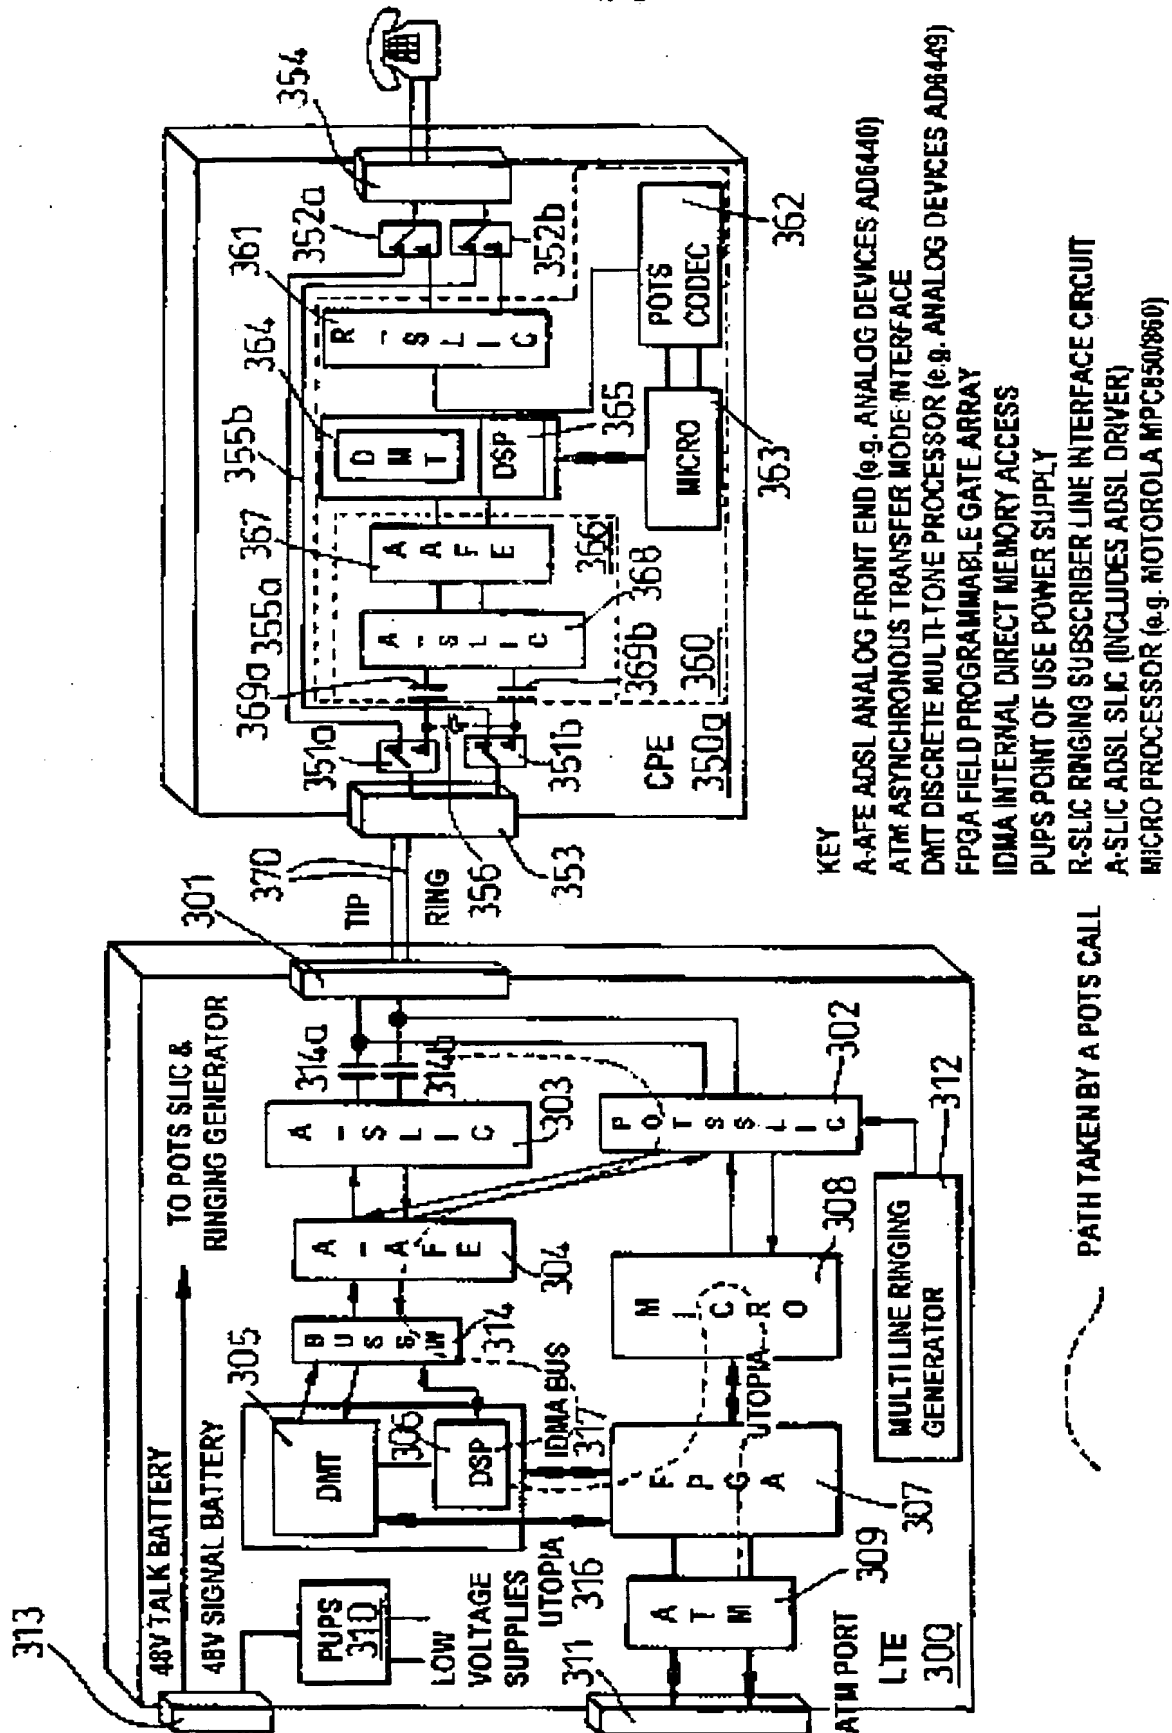 313
48V TALK BATTERY
48V SIGNAL BATTERY
TO POTS SLIC &
RINGING GENERATOR
301
370
TIP
RING
356
353
PUPS
310
LOW
VOLTAGE
SUPPLIES
305
DMT
306
DSP
BUSSW
314
A-AFE
304
A-SLIC
303
314a
314b
UTOPIA
316
IDMA BUS
317
UTOPIA
311
ATM PORT
ATM
309
FPGA
307
MICRO
308
POTSSLIC
302
MULTI LINE RINGING
GENERATOR
312
LTE
300
351a
351b
369a
369b
355a
355b
367
364
361
352a
352b
354
A-SLIC
368
AAFE
366
DMT
DSP
365
R-SLIC
MICRO
363
POTS
CODEC
362
CPE
350a
360
KEY
A-AFE ADSL ANALOG FRONT END (e.g. ANALOG DEVICES AD6440)
ATM ASYNCHRONOUS TRANSFER MODE INTERFACE
DMT DISCRETE MULTI-TONE PROCESSOR (e.g. ANALOG DEVICES AD6449)
FPGA FIELD PROGRAMMABLE GATE ARRAY
IDMA INTERNAL DIRECT MEMORY ACCESS
PUPS POINT OF USE POWER SUPPLY
R-SLIC RINGING SUBSCRIBER LINE INTERFACE CIRCUIT
A-SLIC ADSL SLIC (INCLUDES ADSL DRIVER)
MICRO PROCESSOR (e.g. MOTOROLA MPC850/860)
PATH TAKEN BY A POTS CALL